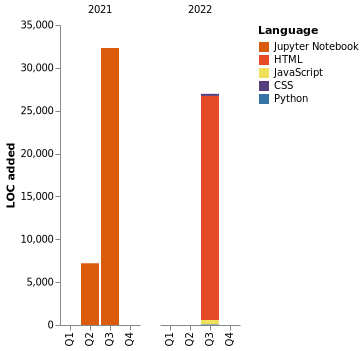 2021
2022
Language
Jupyter Notebook
HTML
JavaScript
CSS
Python
LOC added
35,000
30,000
25,000
20,000
15,000
10,000
5,000
0
Q1
Q2
Q3
Q4
Q1
Q2
Q3
Q4